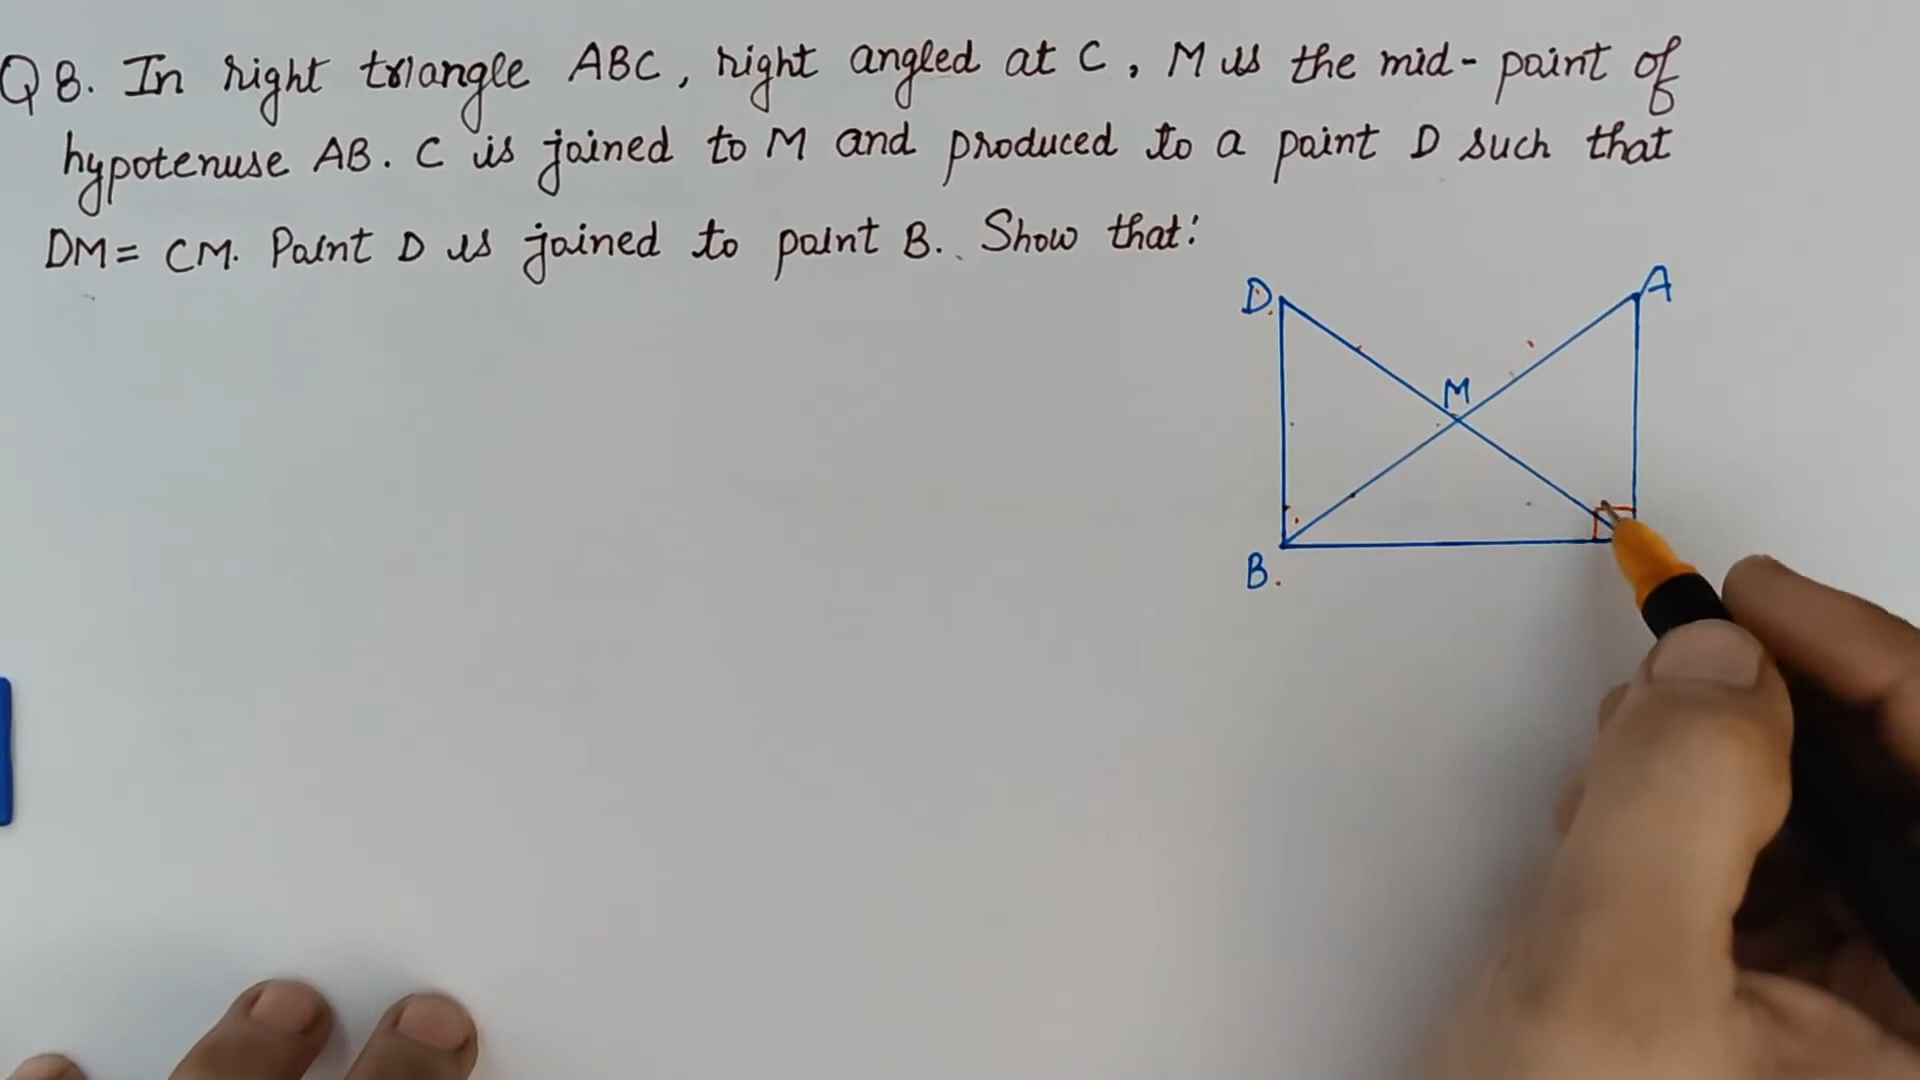 Q 8. In right triangle ABC, right angled at C, M is the mid-point of
hypotenuse AB. C is joined to M and produced to a point D such that
DM = CM. Point D is joined to point B. Show that:
D
A
M
B